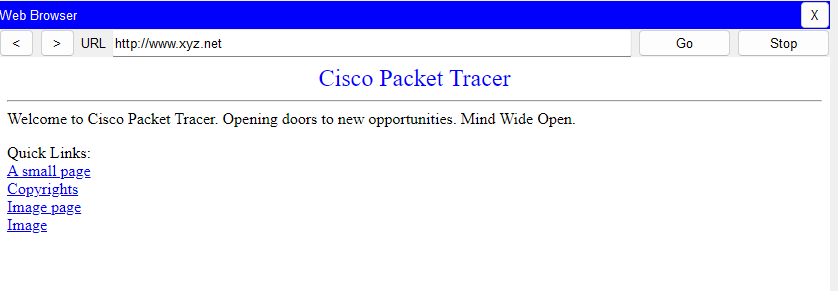 Web Browser X
< > URL http://www.xyz.net Go Stop
Cisco Packet Tracer
Welcome to Cisco Packet Tracer. Opening doors to new opportunities. Mind Wide Open.
Quick Links:
A small page
Copyrights
Image page
Image